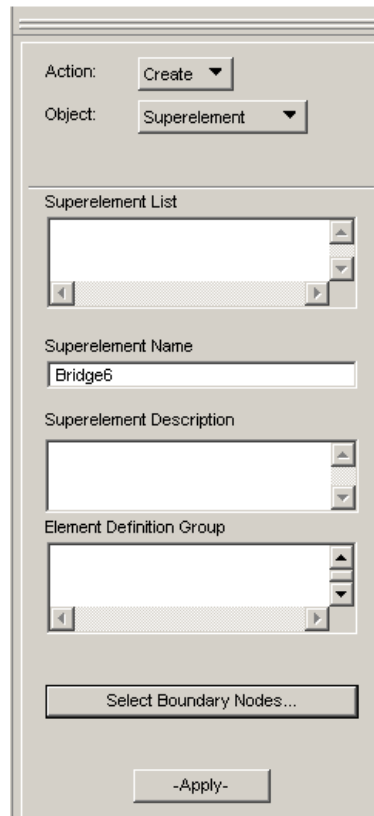 Action: Create
Object: Superelement
Superelement List
Superelement Name
Bridge6
Superelement Description
Element Definition Group
Select Boundary Nodes...
-Apply-